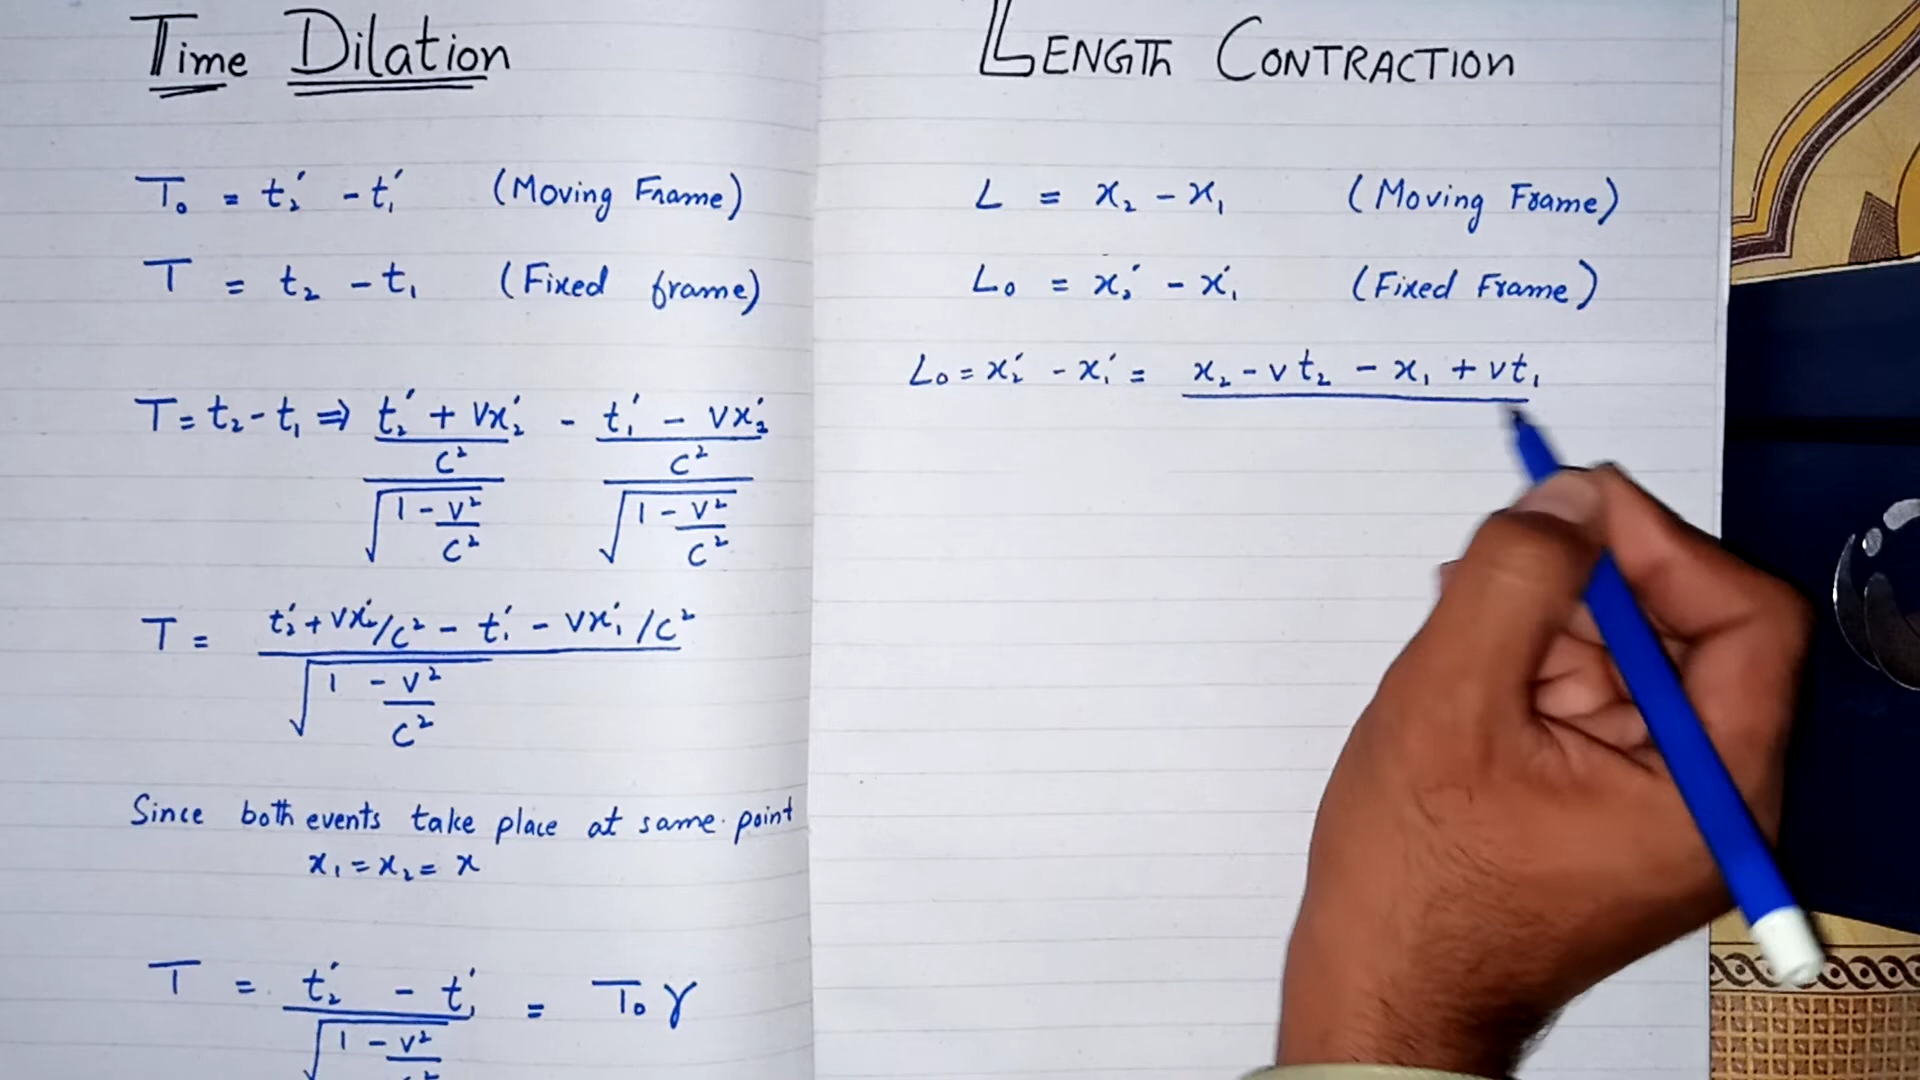 Time Dilation
T₀ = t₂′ - t₁′ (Moving Frame)
T = t₂ - t₁ (Fixed frame)
T = t₂ - t₁ ⇒ (t₂′ + Vx₂′/C²)/√(1 - V²/C²) - (t₁′ - Vx₂′/C²)/√(1 - V²/C²)
T = (t₂′ + Vx₂′/C² - t₁′ - Vx₁′/C²)/√(1 - V²/C²)
Since both events take place at same point
x₁ = x₂ = x
T = (t₂′ - t₁′)/√(1 - V²/C²) = T₀γ
LENGTH CONTRACTION
L = x₂ - x₁ (Moving Frame)
L₀ = x₂′ - x₁′ (Fixed Frame)
L₀ = x₂′ - x₁′ = x₂ - vt₂ - x₁ + vt₁